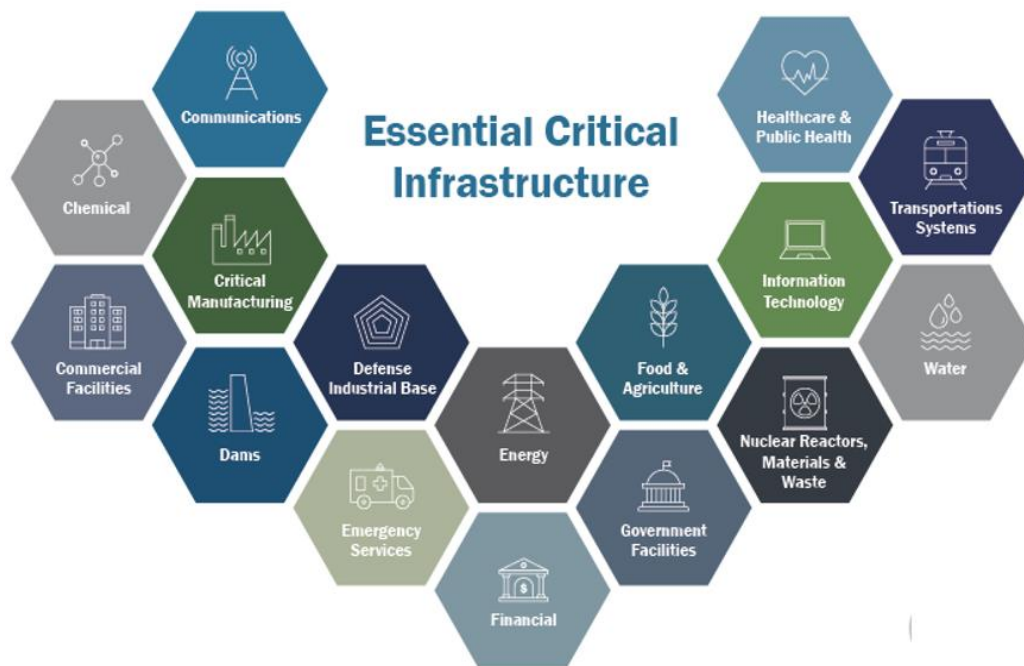 Essential Critical
Infrastructure
Communications
Chemical
Critical
Manufacturing
Commercial
Facilities
Dams
Defense
Industrial Base
Emergency
Services
Energy
Financial
Food &
Agriculture
Government
Facilities
Healthcare &
Public Health
Information
Technology
Nuclear Reactors,
Materials &
Waste
Transportations
Systems
Water
$